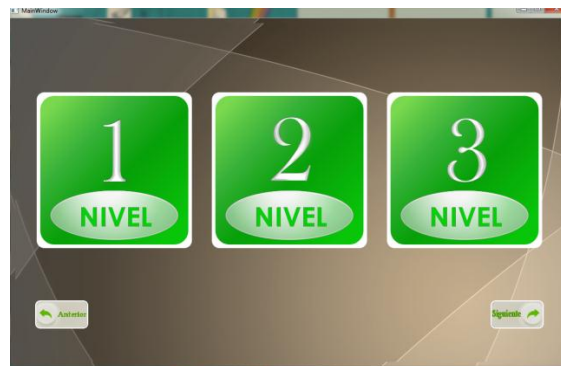 MainWindow
1
NIVEL
2
NIVEL
3
NIVEL
Anterior
Siguiente